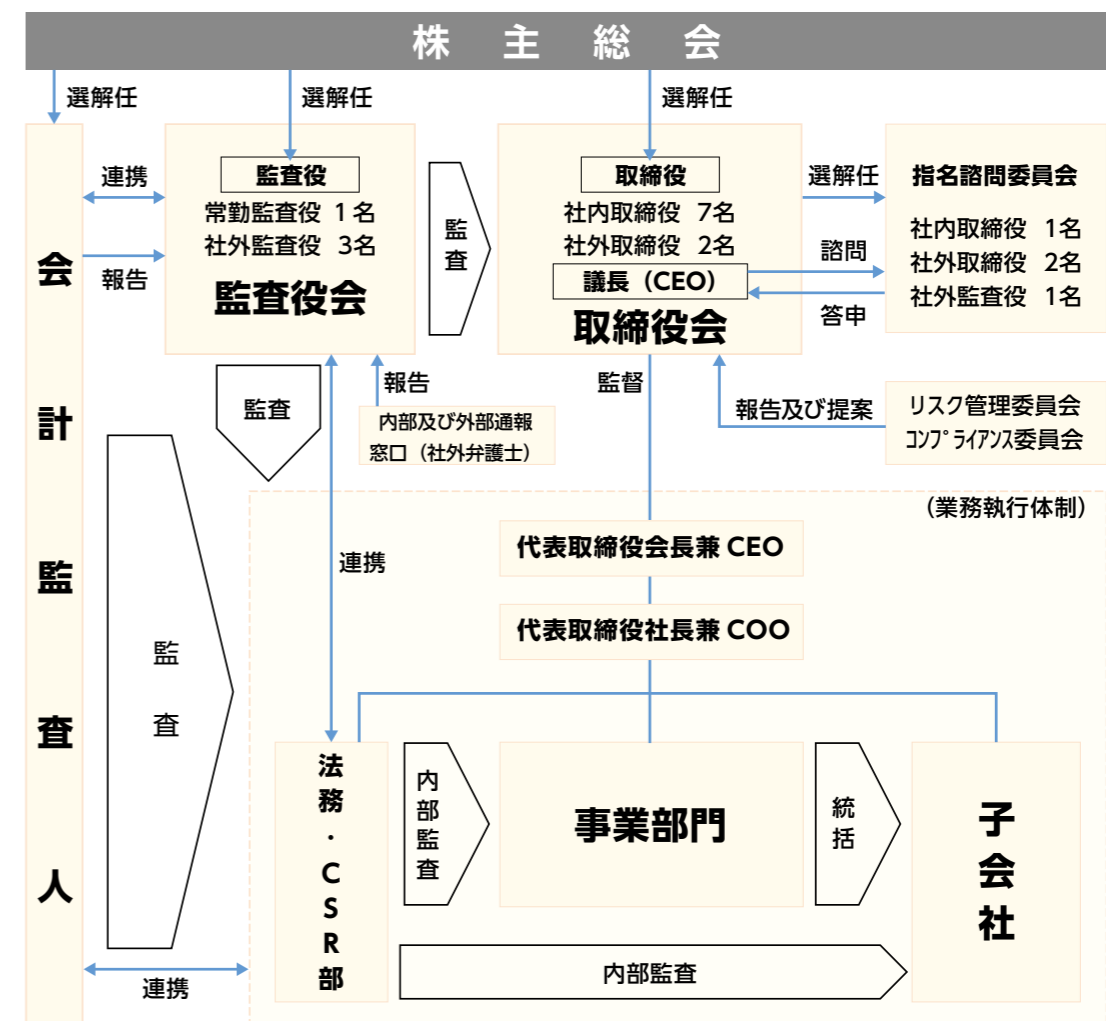 株主総会
選解任
選解任
選解任
会計監査人
連携
報告
監査役
常勤監査役 1名
社外監査役 3名
監査役会
監査
取締役
社内取締役 7名
社外取締役 2名
議長（CEO）
取締役会
選解任
諮問
答申
指名諮問委員会
社内取締役 1名
社外取締役 2名
社外監査役 1名
監査
報告
内部及び外部通報
窓口（社外弁護士）
監督
報告及び提案
リスク管理委員会
ｺﾝﾌﾟﾗｲｱﾝｽ委員会
（業務執行体制）
連携
代表取締役会長兼 CEO
代表取締役社長兼 COO
監査
法務・CSR部
内部監査
事業部門
統括
子会社
内部監査
連携